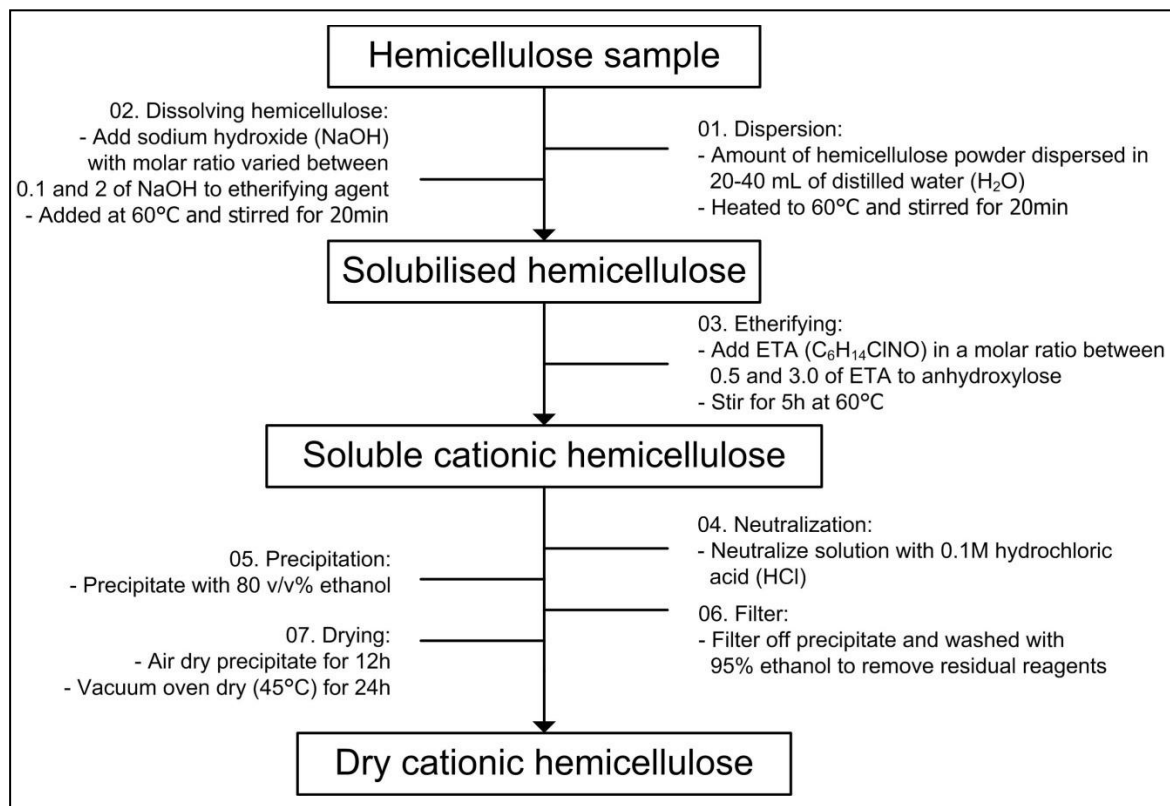 Hemicellulose sample
01. Dispersion:
- Amount of hemicellulose powder dispersed in
20-40 mL of distilled water (H₂O)
- Heated to 60°C and stirred for 20min
02. Dissolving hemicellulose:
- Add sodium hydroxide (NaOH)
with molar ratio varied between
0.1 and 2 of NaOH to etherifying agent
- Added at 60°C and stirred for 20min
Solubilised hemicellulose
03. Etherifying:
- Add ETA (C₆H₁₄ClNO) in a molar ratio between
0.5 and 3.0 of ETA to anhydroxylose
- Stir for 5h at 60°C
Soluble cationic hemicellulose
04. Neutralization:
- Neutralize solution with 0.1M hydrochloric
acid (HCl)
05. Precipitation:
- Precipitate with 80 v/v% ethanol
06. Filter:
- Filter off precipitate and washed with
95% ethanol to remove residual reagents
07. Drying:
- Air dry precipitate for 12h
- Vacuum oven dry (45°C) for 24h
Dry cationic hemicellulose